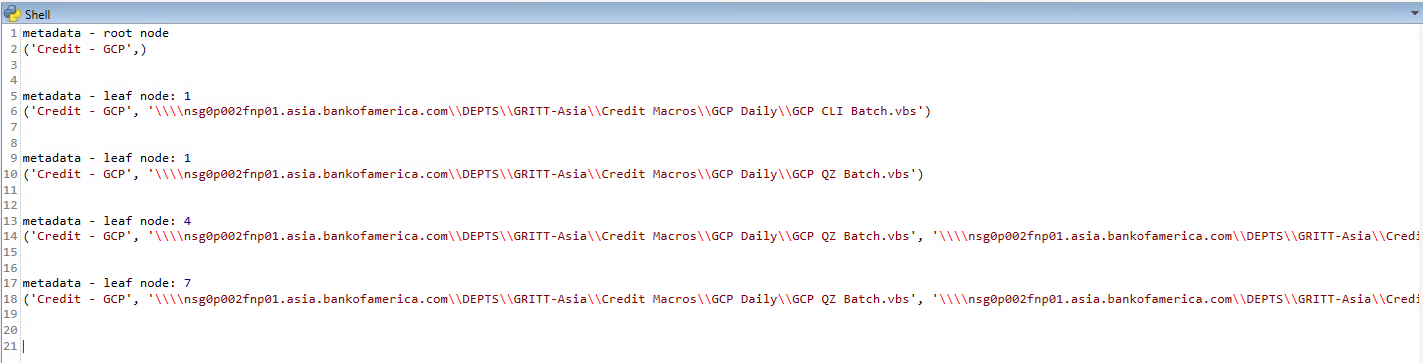 Shell
1 metadata - root node
2 ('Credit - GCP',)
3
4
5 metadata - leaf node: 1
6 ('Credit - GCP', '\\\\nsg0p002fnp01.asia.bankofamerica.com\\DEPTS\\GRITT-Asia\\Credit Macros\\GCP Daily\\GCP CLI Batch.vbs')
7
8
9 metadata - leaf node: 1
10 ('Credit - GCP', '\\\\nsg0p002fnp01.asia.bankofamerica.com\\DEPTS\\GRITT-Asia\\Credit Macros\\GCP Daily\\GCP QZ Batch.vbs')
11
12
13 metadata - leaf node: 4
14 ('Credit - GCP', '\\\\nsg0p002fnp01.asia.bankofamerica.com\\DEPTS\\GRITT-Asia\\Credit Macros\\GCP Daily\\GCP QZ Batch.vbs', '\\\\nsg0p002fnp01.asia.bankofamerica.com\\DEPTS\\GRITT-Asia\\Credi
15
16
17 metadata - leaf node: 7
18 ('Credit - GCP', '\\\\nsg0p002fnp01.asia.bankofamerica.com\\DEPTS\\GRITT-Asia\\Credit Macros\\GCP Daily\\GCP QZ Batch.vbs', '\\\\nsg0p002fnp01.asia.bankofamerica.com\\DEPTS\\GRITT-Asia\\Credi
19
20
21